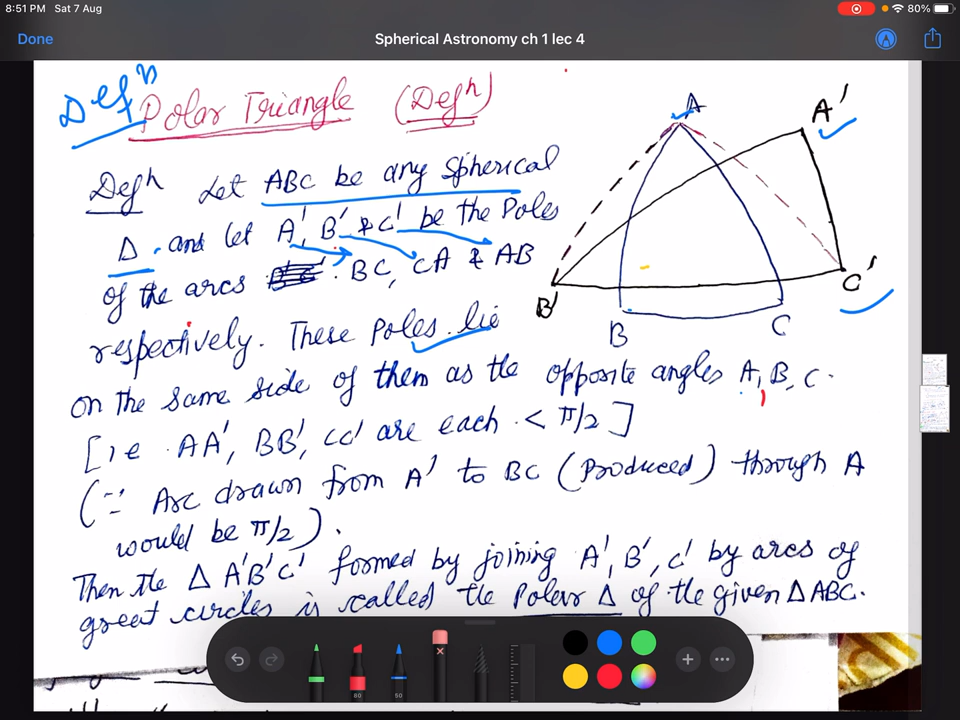 8:51 PM Sat 7 Aug
80%
Done
Spherical Astronomy ch 1 lec 4
Defn Polar Triangle (Defn)
Defn Let ABC be any spherical
Δ. and let A', B' & C' be the Poles
of the arcs BC, CA & AB
respectively. These Poles lie
on the same side of them as the opposite angles A, B, C.
[ie AA', BB', CC' are each < π/2]
(∵ Arc drawn from A' to BC (Produced) through A
would be π/2).
Then the Δ A'B'C' formed by joining A', B', C' by arcs of
great circles is called the Polar Δ of the given ΔABC.
A
A'
B'
C'
B
C
80
50